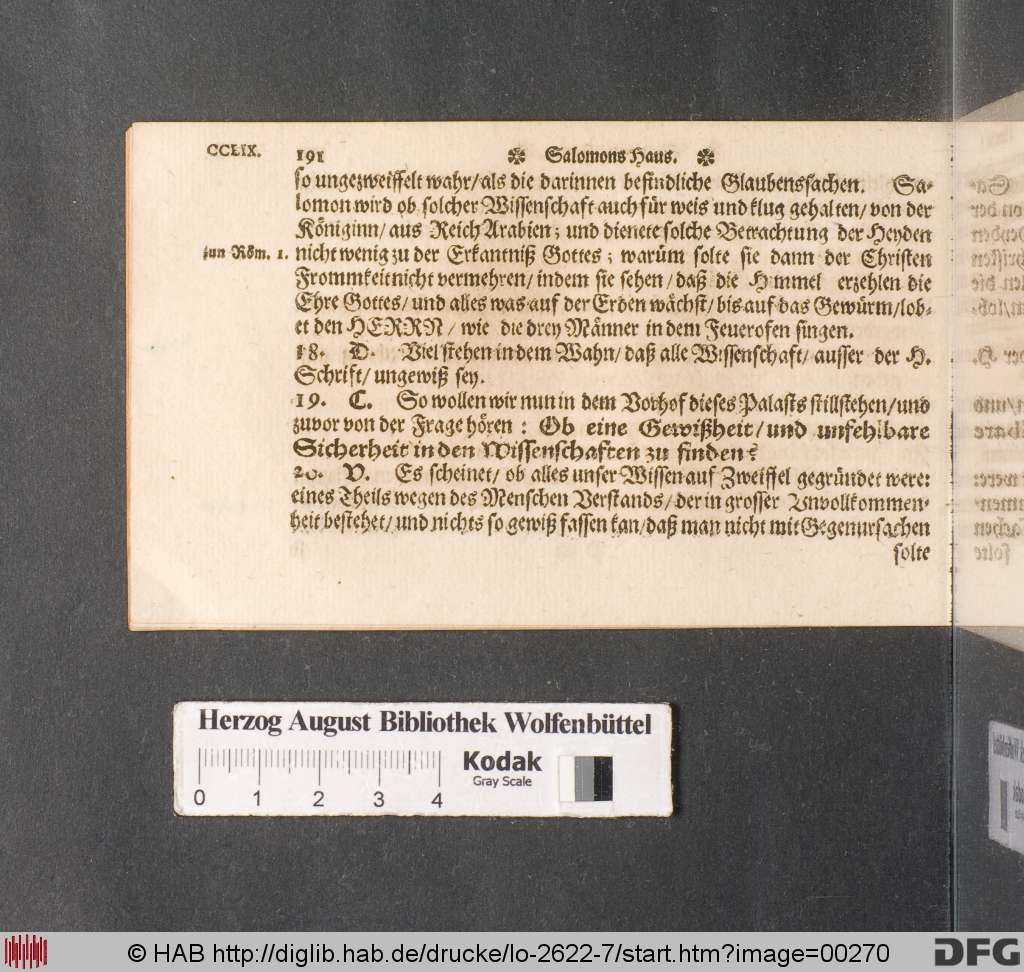 CCLIX. 191 Salomons Haus.
so ungezweiffelt wahr/als die darinnen befindliche Glaubenssachen. Sa-
lomon wird ob solcher Wissenschaft auch für weis und klug gehalten/ von der
Königinn/ aus Reich Arabien; und dienete solche Betrachtung der Heyden
zun Röm. 1. nicht wenig zu der Erkantniß Gottes; warüm solte sie dann der Christen
Frommkeit nicht vermehren/ indem sie sehen/ daß die Himmel erzehlen die
Ehre Gottes/ und alles was auf der Erden wächst/ bis auf das Gewürm/lob-
et den HERRN/ wie die drey Männer in dem Feuerofen singen.
18. D. Viel stehen in dem Wahn/ daß alle Wissenschaft/ ausser der H.
Schrift/ ungewiß sey.
19. C. So wollen wir nun in dem Vorhof dieses Palasts stillstehen/und
zuvor von der Frage hören: Ob eine Gewißheit/ und unfehlbare
Sicherheit in den Wissenschaften zu finden?
20. V. Es scheinet/ ob alles unser Wissen auf Zweiffel gegründet were:
eines Theils wegen des Menschen Verstands/ der in grosser Unvollkommen-
heit bestehet/ und nichts so gewiß fassen kan/ daß man nicht mit Gegenursachen
solte
Herzog August Bibliothek Wolfenbüttel
Kodak
Gray Scale
0 1 2 3 4
© HAB http://diglib.hab.de/drucke/lo-2622-7/start.htm?image=00270
DFG